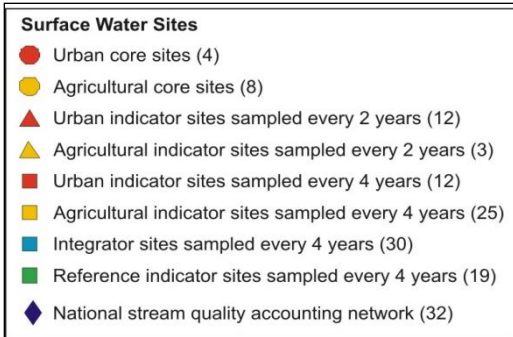 Surface Water Sites
Urban core sites (4)
Agricultural core sites (8)
Urban indicator sites sampled every 2 years (12)
Agricultural indicator sites sampled every 2 years (3)
Urban indicator sites sampled every 4 years (12)
Agricultural indicator sites sampled every 4 years (25)
Integrator sites sampled every 4 years (30)
Reference indicator sites sampled every 4 years (19)
National stream quality accounting network (32)